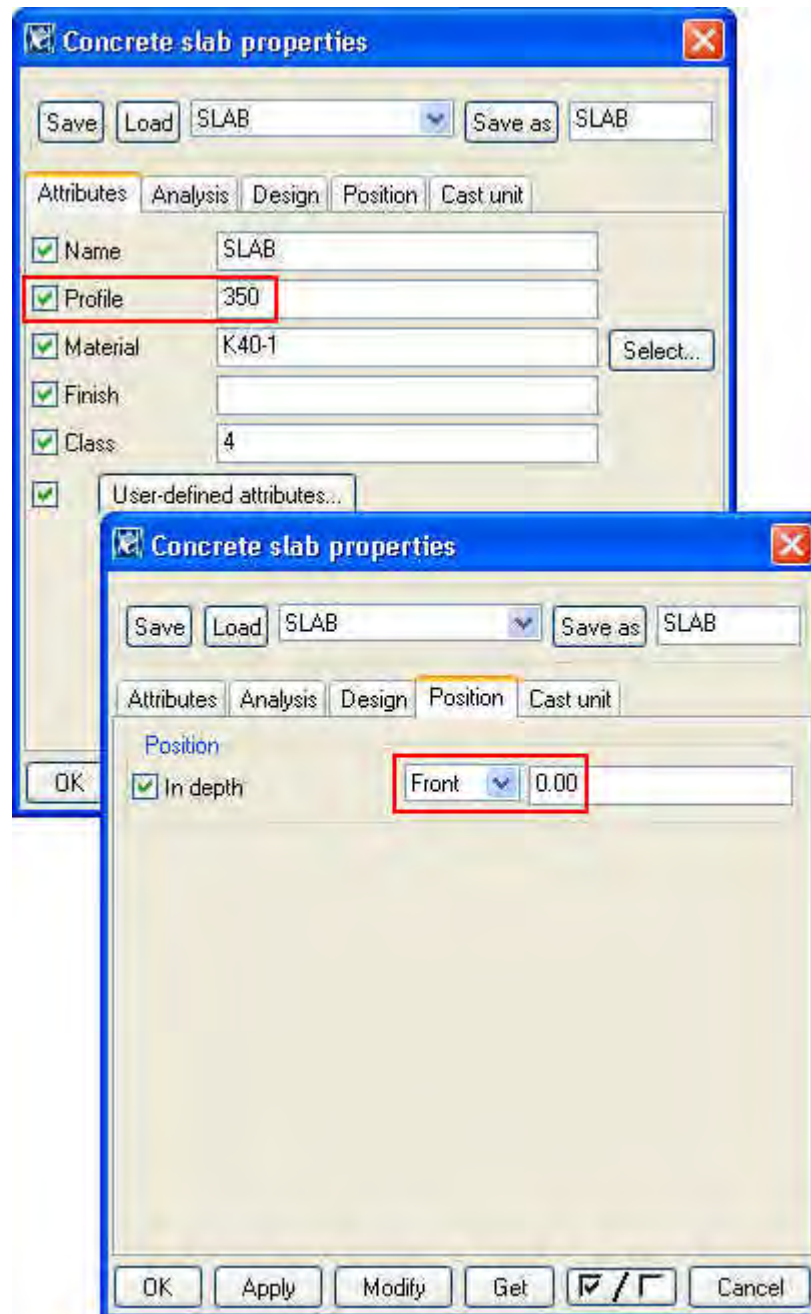 Concrete slab properties
Save Load SLAB Save as SLAB
Attributes Analysis Design Position Cast unit
Name SLAB
Profile 350
Material K40-1 Select...
Finish
Class 4
User-defined attributes...
OK
Concrete slab properties
Save Load SLAB Save as SLAB
Attributes Analysis Design Position Cast unit
Position
In depth Front 0.00
OK Apply Modify Get / Cancel